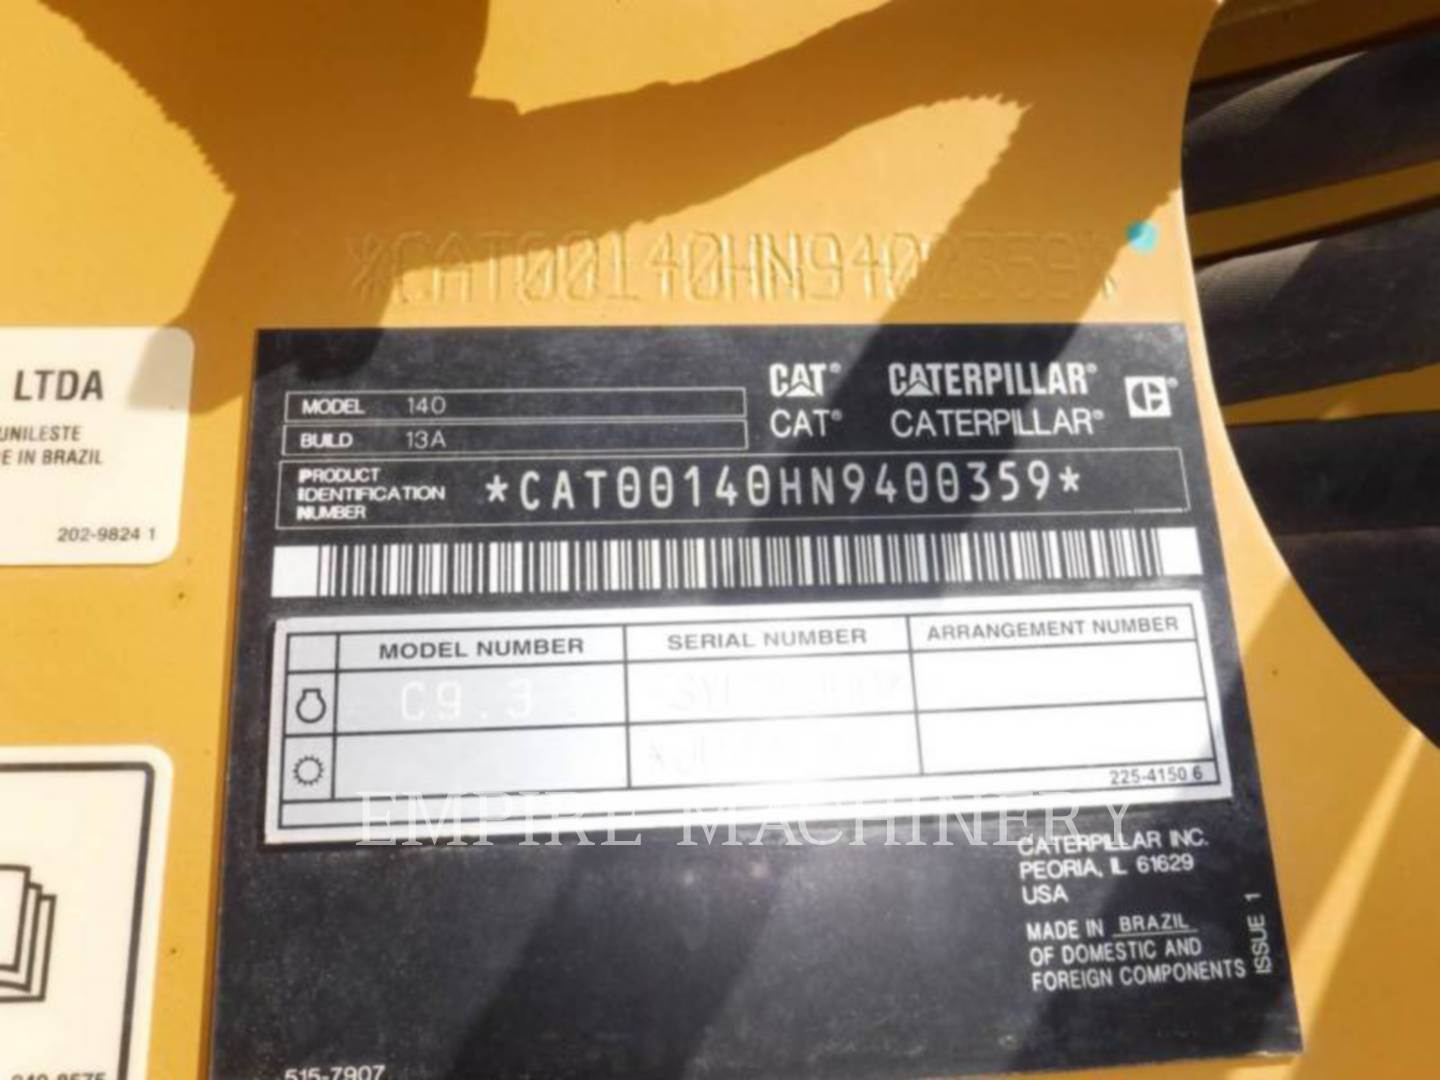 *CAT00140HN9400359*
LTDA
UNILESTE
E IN BRAZIL
202-9824 1
MODEL 140
BUILD 13A
CAT® CATERPILLAR®
CAT® CATERPILLAR®
PRODUCT
IDENTIFICATION
NUMBER
*CAT00140HN9400359*
MODEL NUMBER SERIAL NUMBER ARRANGEMENT NUMBER
C9.3
225-4150 6
EMPIRE MACHINERY
CATERPILLAR INC.
PEORIA, IL 61629
USA
MADE IN BRAZIL
OF DOMESTIC AND
FOREIGN COMPONENTS
ISSUE 1
515-7907